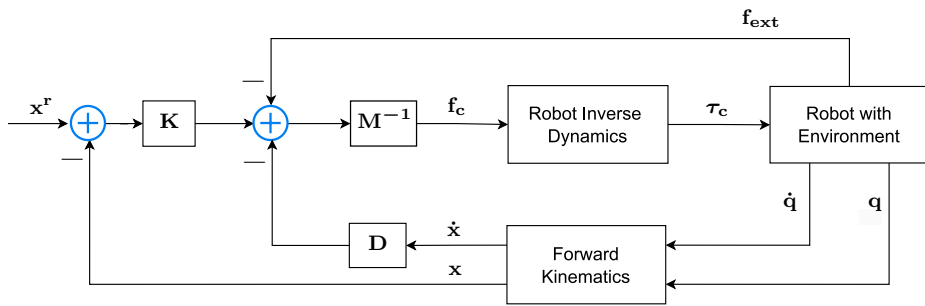 f_ext
x^r
K
M^{-1}
f_c
Robot Inverse
Dynamics
τ_c
Robot with
Environment
q̇
q
D
ẋ
x
Forward
Kinematics